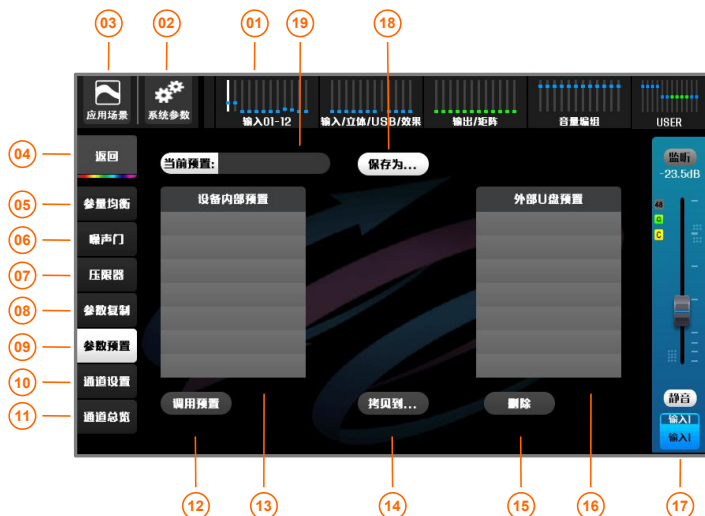 03
02
01
19
18
应用场景
系统参数
输入01-12
输入/立体/USB/效果
输出/矩阵
音量编组
USER
04
返回
当前预置:
保存为...
监听
-23.5dB
05
参量均衡
设备内部预置
外部U盘预置
48
G
C
06
噪声门
07
压限器
08
参数复制
09
参数预置
10
通道设置
11
通道总览
调用预置
拷贝到...
删除
静音
输入1
输入1
12
13
14
15
16
17